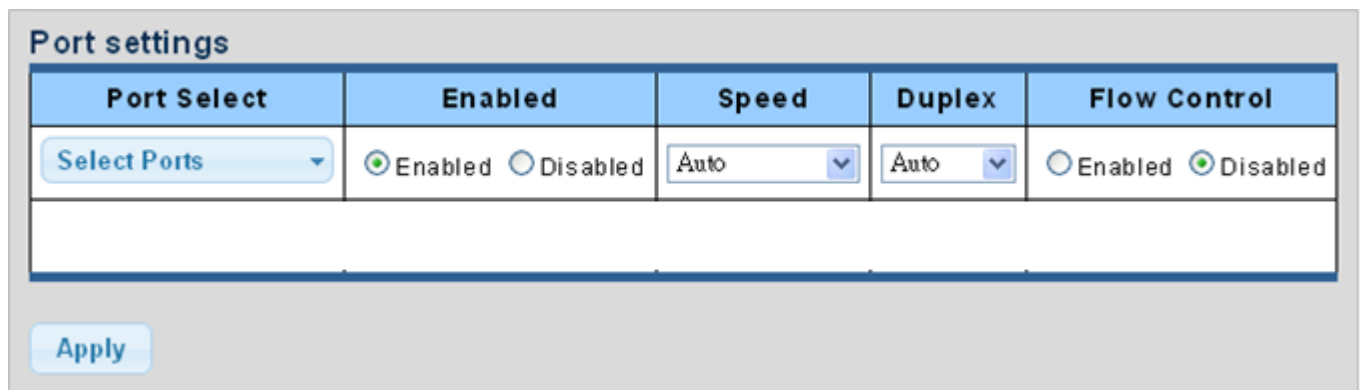 Port settings
Port Select Enabled Speed Duplex Flow Control
Select Ports Enabled Disabled Auto Auto Enabled Disabled
Apply